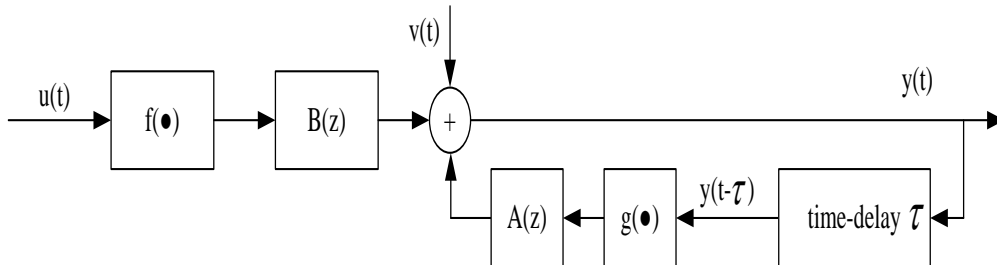 v(t)
u(t)
f(●)
B(z)
+
y(t)
A(z)
g(●)
y(t-τ)
time-delay τ